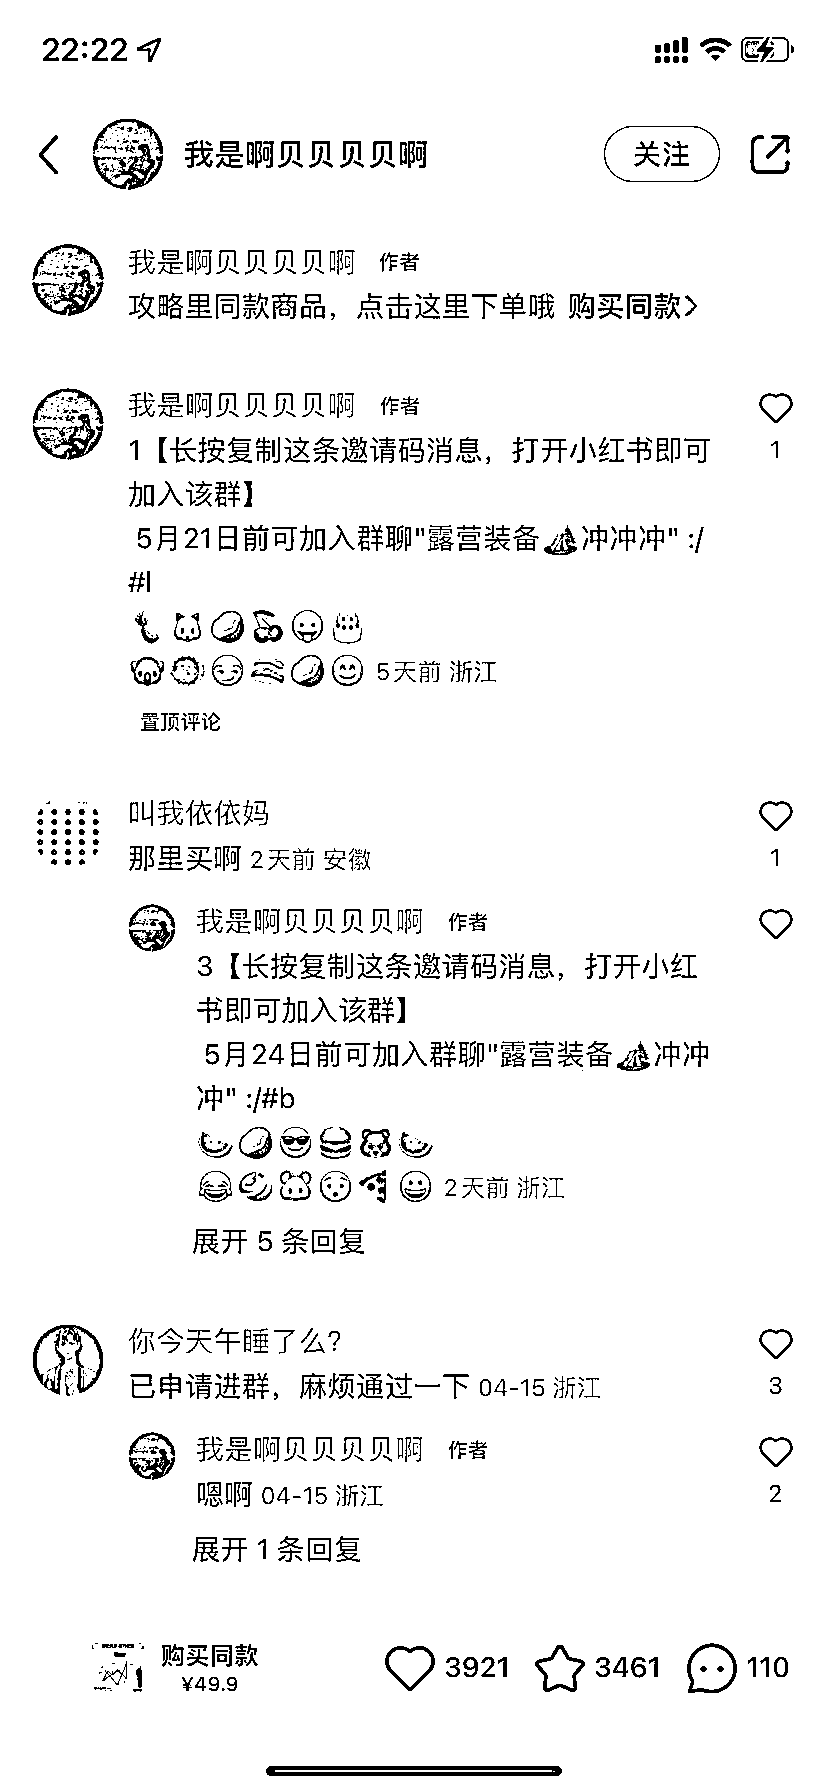 22:22
我是啊贝贝贝贝啊
关注
我是啊贝贝贝贝啊 作者
攻略里同款商品，点击这里下单哦 购买同款>
我是啊贝贝贝贝啊 作者
1【长按复制这条邀请码消息，打开小红书即可
1
加入该群】
5月21日前可加入群聊"露营装备⛺冲冲冲" :/
#l
5天前 浙江
置顶评论
叫我依依妈
那里买啊 2天前 安徽
1
我是啊贝贝贝贝啊 作者
3【长按复制这条邀请码消息，打开小红
书即可加入该群】
5月24日前可加入群聊"露营装备⛺冲冲
冲" :/#b
2天前 浙江
展开 5 条回复
你今天午睡了么?
已申请进群，麻烦通过一下 04-15 浙江
3
我是啊贝贝贝贝啊 作者
嗯啊 04-15 浙江
2
展开 1 条回复
购买同款
¥49.9
3921
3461
110